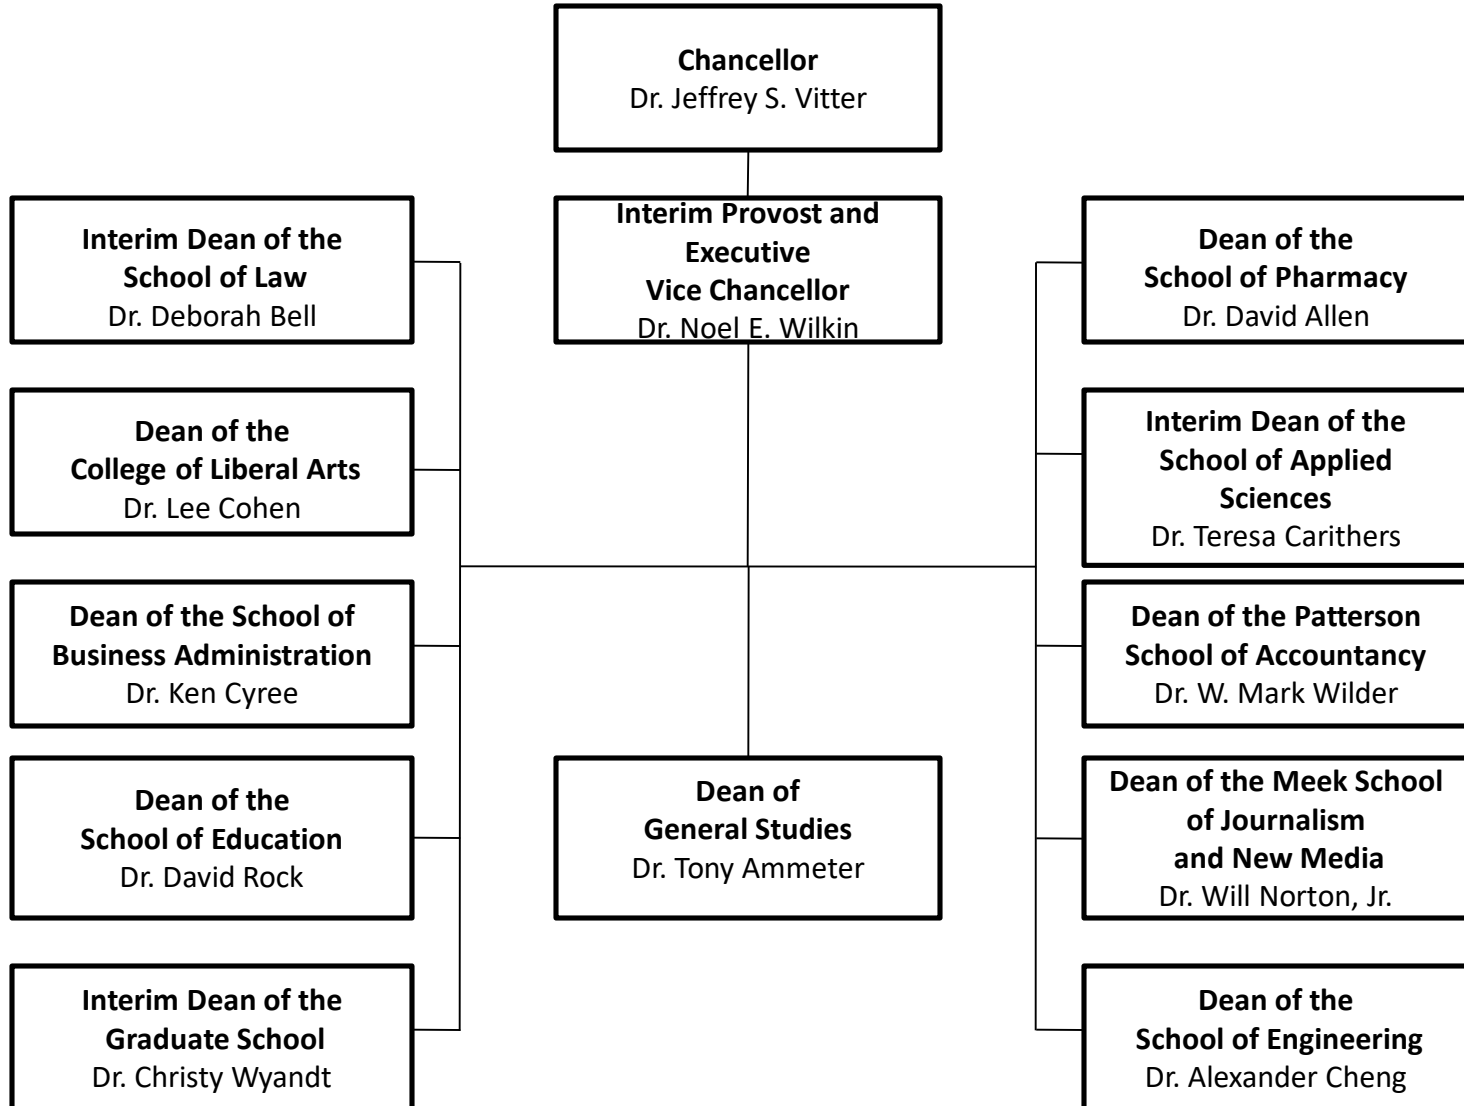 Chancellor
Dr. Jeffrey S. Vitter
Interim Provost and
Executive
Vice Chancellor
Dr. Noel E. Wilkin
Interim Dean of the
School of Law
Dr. Deborah Bell
Dean of the
College of Liberal Arts
Dr. Lee Cohen
Dean of the School of
Business Administration
Dr. Ken Cyree
Dean of the
School of Education
Dr. David Rock
Interim Dean of the
Graduate School
Dr. Christy Wyandt
Dean of
General Studies
Dr. Tony Ammeter
Dean of the
School of Pharmacy
Dr. David Allen
Interim Dean of the
School of Applied
Sciences
Dr. Teresa Carithers
Dean of the Patterson
School of Accountancy
Dr. W. Mark Wilder
Dean of the Meek School
of Journalism
and New Media
Dr. Will Norton, Jr.
Dean of the
School of Engineering
Dr. Alexander Cheng